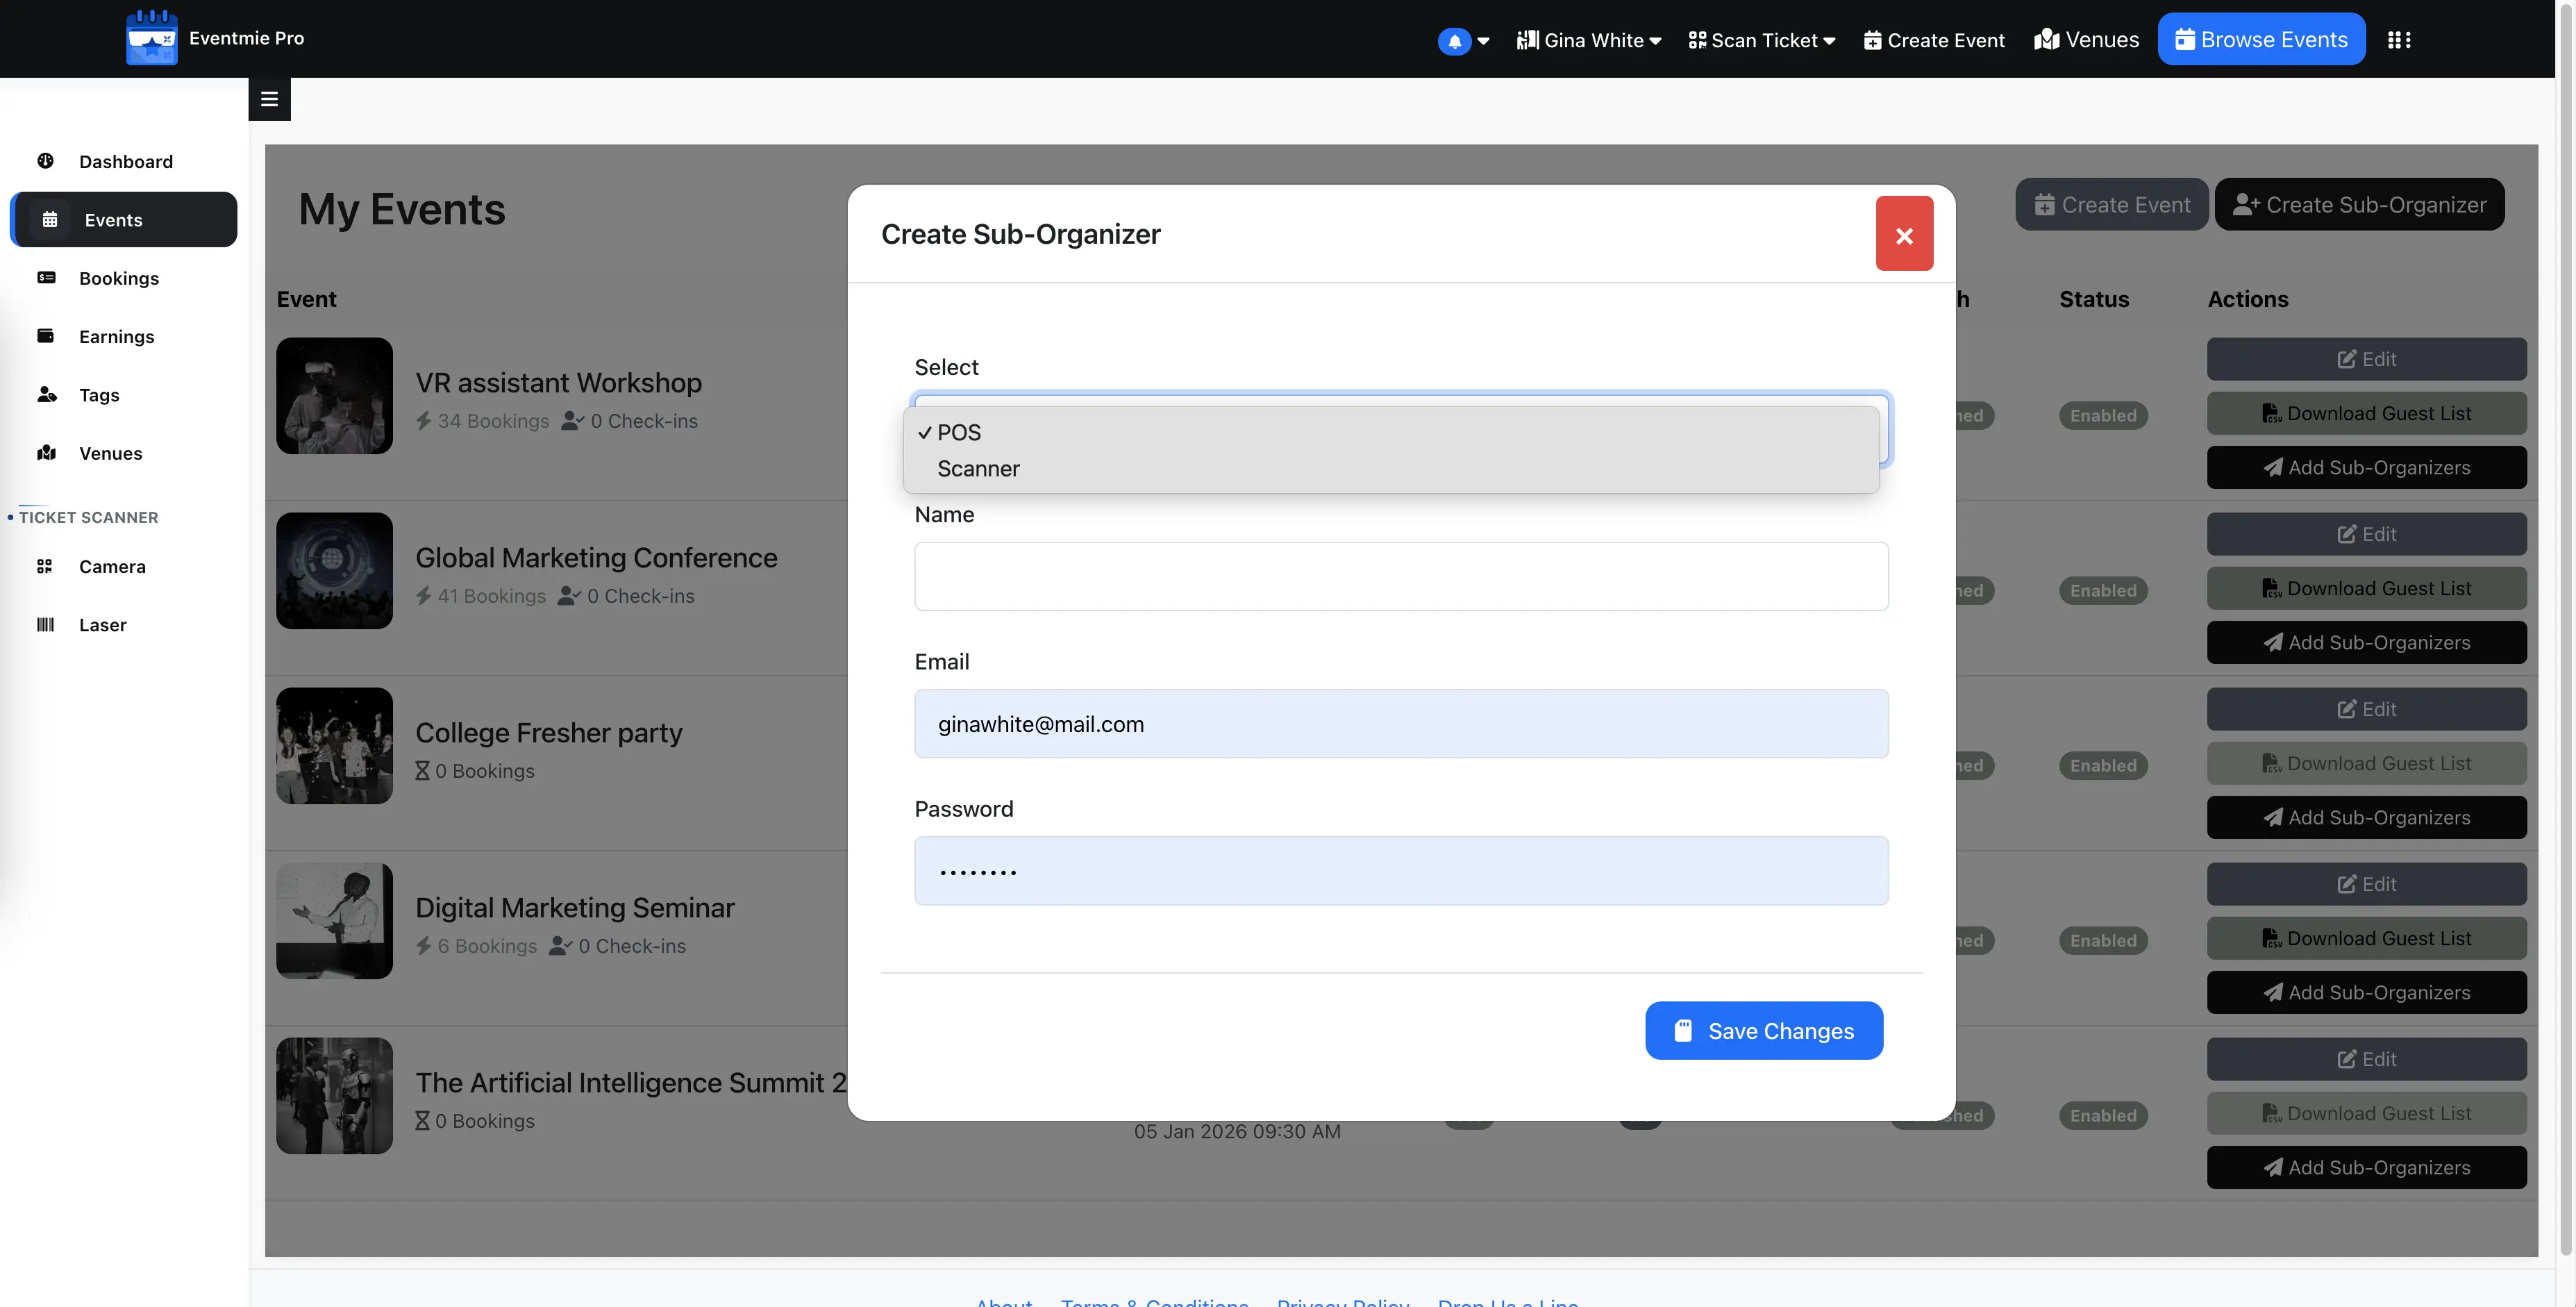 Eventmie Pro
Gina White
Scan Ticket
Create Event
Venues
Browse Events
Dashboard
Events
Bookings
Earnings
Tags
Venues
TICKET SCANNER
Camera
Laser
My Events
Create Event
Create Sub-Organizer
Event
Status
Actions
VR assistant Workshop
34 Bookings 0 Check-ins
Enabled
Edit
Download Guest List
Add Sub-Organizers
Global Marketing Conference
41 Bookings 0 Check-ins
Enabled
Edit
Download Guest List
Add Sub-Organizers
College Fresher party
0 Bookings
Enabled
Edit
Download Guest List
Add Sub-Organizers
Digital Marketing Seminar
6 Bookings 0 Check-ins
Enabled
Edit
Download Guest List
Add Sub-Organizers
The Artificial Intelligence Summit 2
0 Bookings
05 Jan 2026 09:30 AM
Enabled
Edit
Download Guest List
Add Sub-Organizers
Create Sub-Organizer
Select
POS
Scanner
Name
Email
ginawhite@mail.com
Password
Save Changes
About Terms & Conditions Privacy Policy Drop Us a Line